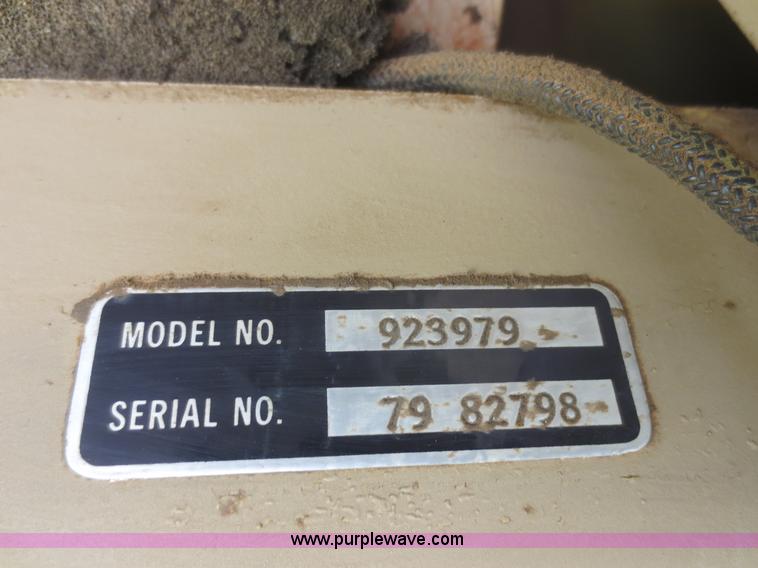 MODEL NO. 923979
SERIAL NO. 79 82798
www.purplewave.com